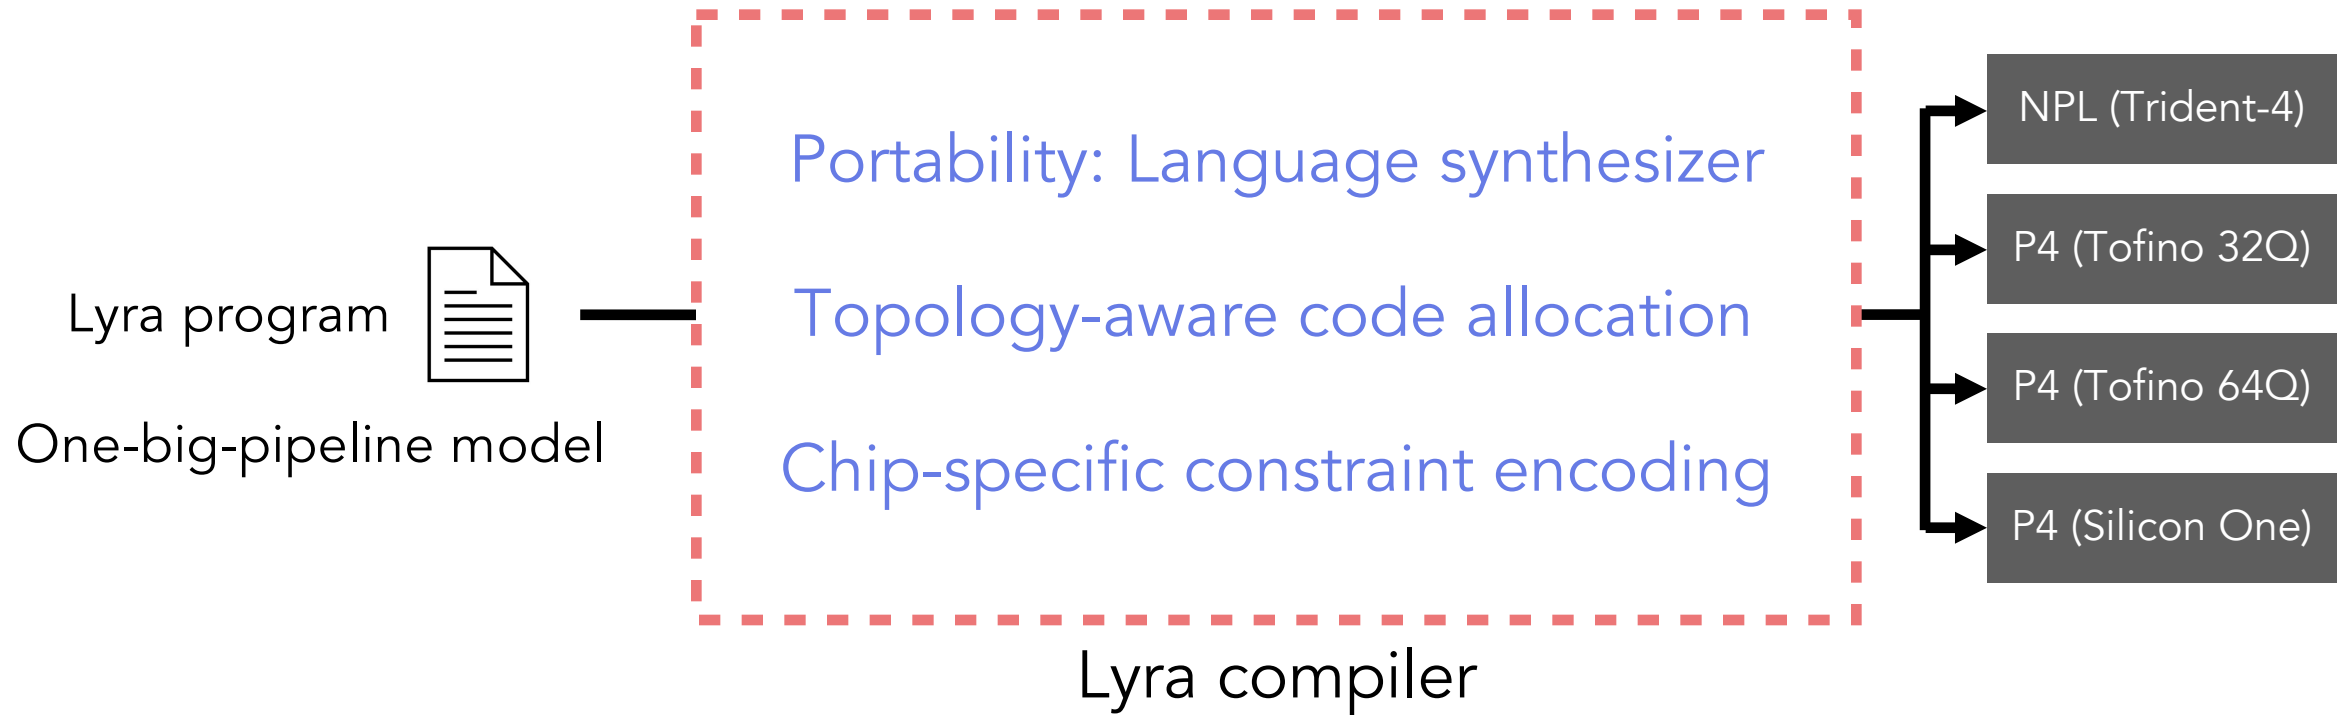 Lyra program
One-big-pipeline model
Portability: Language synthesizer
Topology-aware code allocation
Chip-specific constraint encoding
Lyra compiler
NPL (Trident-4)
P4 (Tofino 32Q)
P4 (Tofino 64Q)
P4 (Silicon One)